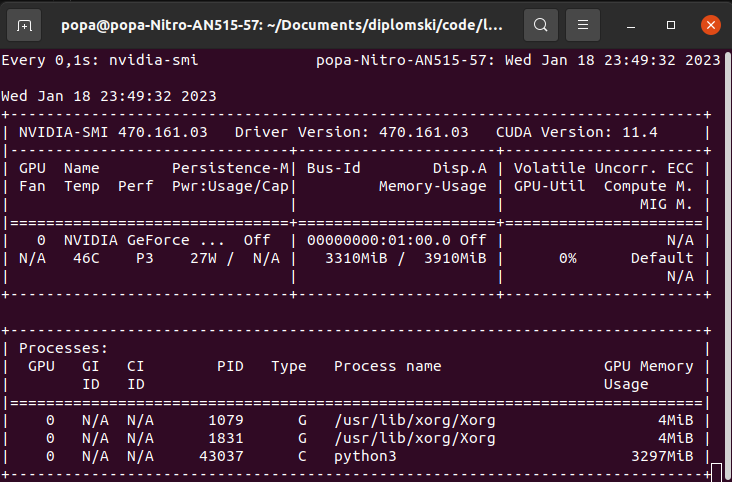 popa@popa-Nitro-AN515-57: ~/Documents/diplomski/code/l...
Every 0,1s: nvidia-smi             popa-Nitro-AN515-57: Wed Jan 18 23:49:32 2023

Wed Jan 18 23:49:32 2023
+-----------------------------------------------------------------------------+
| NVIDIA-SMI 470.161.03   Driver Version: 470.161.03   CUDA Version: 11.4     |
|-------------------------------+----------------------+----------------------+
| GPU  Name        Persistence-M| Bus-Id        Disp.A | Volatile Uncorr. ECC |
| Fan  Temp  Perf  Pwr:Usage/Cap|         Memory-Usage | GPU-Util  Compute M. |
|                               |                      |               MIG M. |
|===============================+======================+======================|
|   0  NVIDIA GeForce ...  Off  | 00000000:01:00.0 Off |                  N/A |
| N/A   46C    P3    27W /  N/A |   3310MiB /  3910MiB |      0%      Default |
|                               |                      |                  N/A |
+-------------------------------+----------------------+----------------------+

+-----------------------------------------------------------------------------+
| Processes:                                                                  |
|  GPU   GI   CI        PID   Type   Process name                  GPU Memory |
|        ID   ID                                                   Usage      |
|=============================================================================|
|    0   N/A  N/A      1079      G   /usr/lib/xorg/Xorg                  4MiB |
|    0   N/A  N/A      1831      G   /usr/lib/xorg/Xorg                  4MiB |
|    0   N/A  N/A     43037      C   python3                          3297MiB |
+-----------------------------------------------------------------------------+